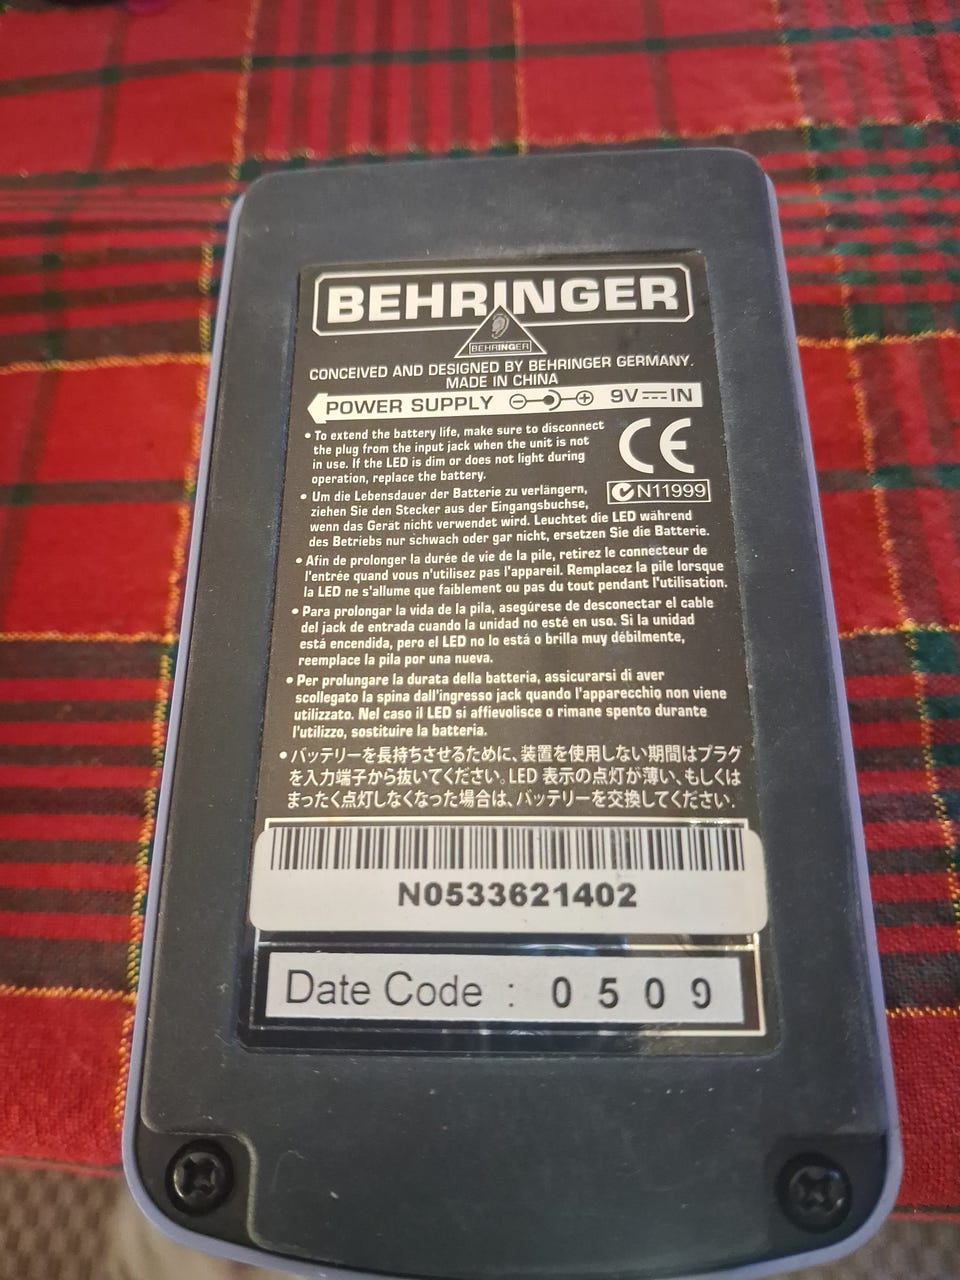 BEHRINGER
BEHRINGER
CONCEIVED AND DESIGNED BY BEHRINGER GERMANY.
MADE IN CHINA
POWER SUPPLY 9V IN
• To extend the battery life, make sure to disconnect
the plug from the input jack when the unit is not
in use. If the LED is dim or does not light during
operation, replace the battery.
CE
N11999
• Um die Lebensdauer der Batterie zu verlängern,
ziehen Sie den Stecker aus der Eingangsbuchse,
wenn das Gerät nicht verwendet wird. Leuchtet die LED während
des Betriebs nur schwach oder gar nicht, ersetzen Sie die Batterie.
• Afin de prolonger la durée de vie de la pile, retirez le connecteur de
l'entrée quand vous n'utilisez pas l'appareil. Remplacez la pile lorsque
la LED ne s'allume que faiblement ou pas du tout pendant l'utilisation.
• Para prolongar la vida de la pila, asegúrese de desconectar el cable
del jack de entrada cuando la unidad no esté en uso. Si la unidad
está encendida, pero el LED no lo está o brilla muy débilmente,
reemplace la pila por una nueva.
• Per prolungare la durata della batteria, assicurarsi di aver
scollegato la spina dall'ingresso jack quando l'apparecchio non viene
utilizzato. Nel caso il LED si affievolisce o rimane spento durante
l'utilizzo, sostituire la batteria.
• バッテリーを長持ちさせるために、装置を使用しない期間はプラグ
を入力端子から抜いてください。LED 表示の点灯が薄い、もしくは
まったく点灯しなくなった場合は、バッテリーを交換してください.
N0533621402
Date Code : 0509